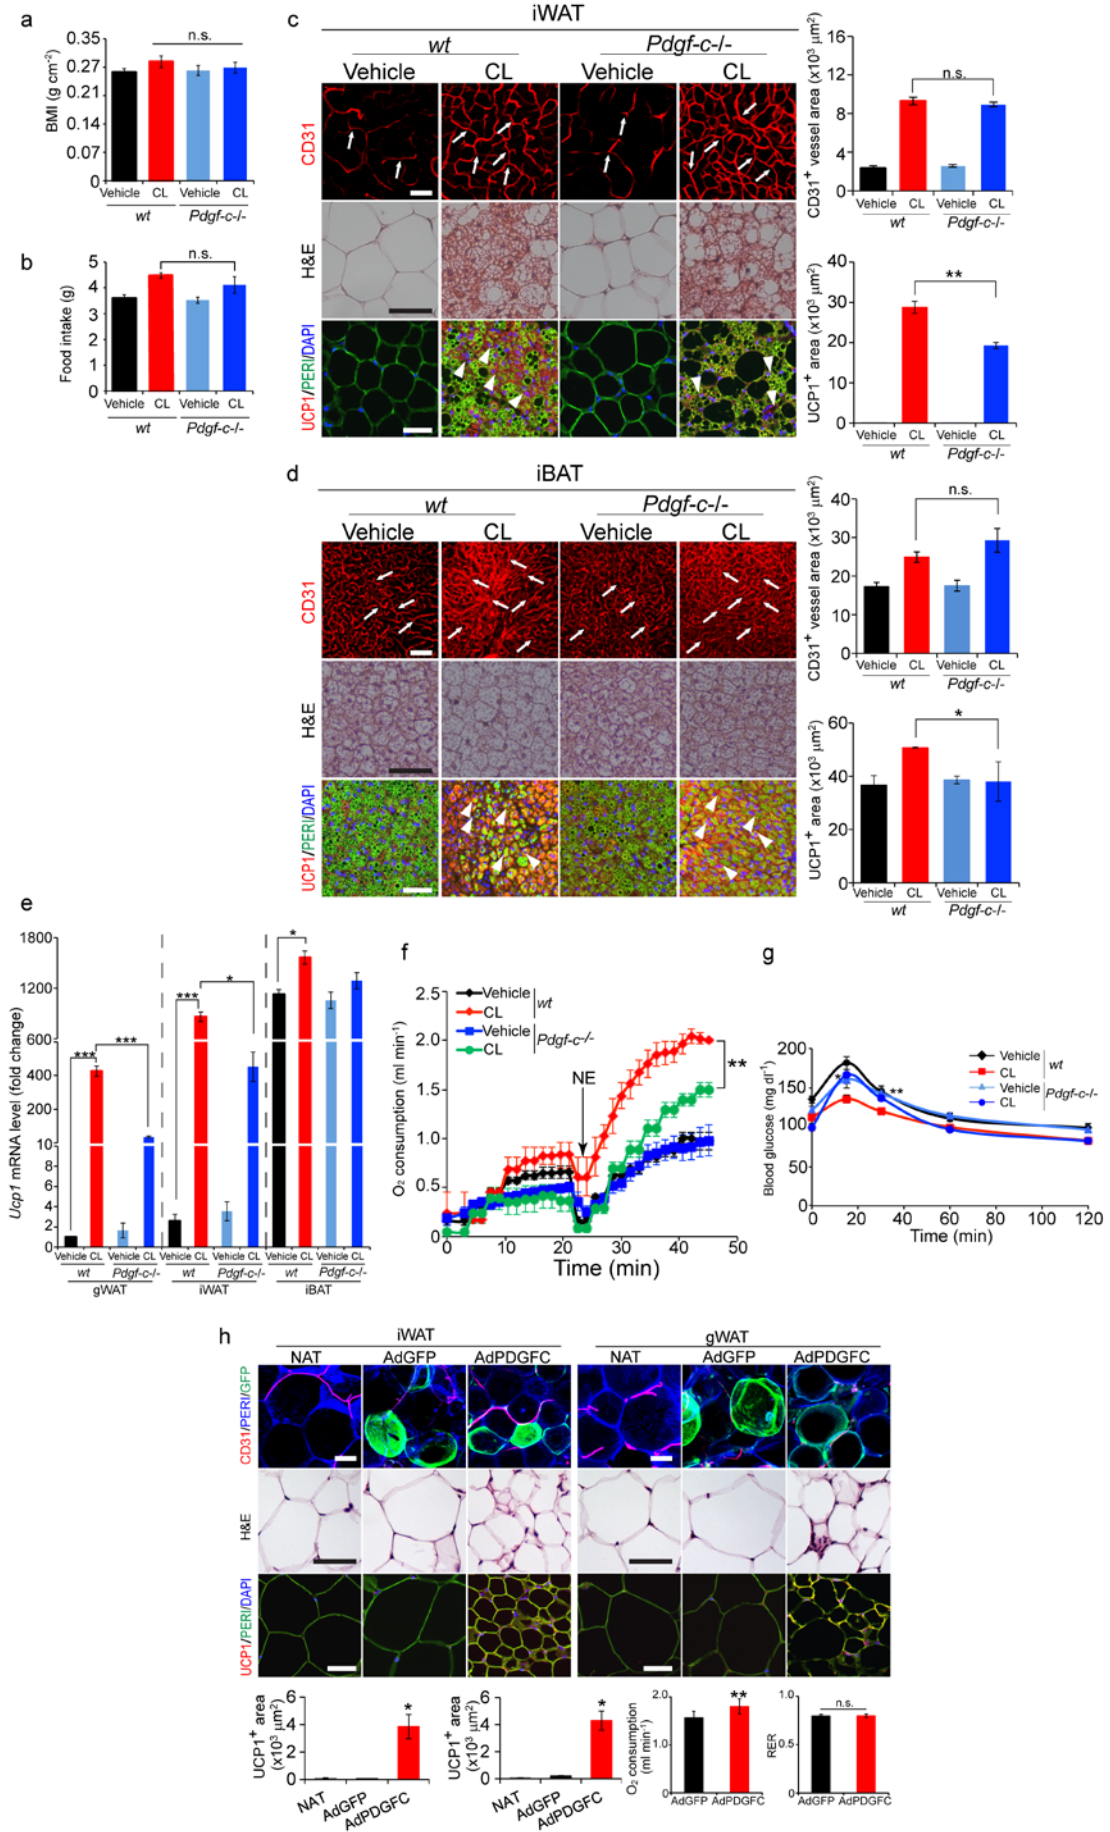 a
BMI (g cm⁻²)
0.35
0.27
0.21
0.14
0.07
0
n.s.
Vehicle CL Vehicle CL
wt Pdgf-c-/-
b
Food intake (g)
5
4
3
2
1
0
n.s.
Vehicle CL Vehicle CL
wt Pdgf-c-/-
c
iWAT
wt Pdgf-c-/-
Vehicle CL Vehicle CL
CD31
H&E
UCP1/PERI/DAPI
CD31⁺ vessel area (x10³ µm²)
16
12
8
4
0
n.s.
Vehicle CL Vehicle CL
wt Pdgf-c-/-
UCP1⁺ area (x10³ µm²)
40
30
20
10
0
**
Vehicle CL Vehicle CL
wt Pdgf-c-/-
d
iBAT
wt Pdgf-c-/-
Vehicle CL Vehicle CL
CD31
H&E
UCP1/PERI/DAPI
CD31⁺ vessel area (x10³ µm²)
40
30
20
10
0
n.s.
Vehicle CL Vehicle CL
wt Pdgf-c-/-
UCP1⁺ area (x10³ µm²)
60
40
20
0
*
Vehicle CL Vehicle CL
wt Pdgf-c-/-
e
Ucp1 mRNA level (fold change)
1800
1200
600
400
200
10
8
6
4
2
0
*** *** *** * *
Vehicle CL Vehicle CL Vehicle CL Vehicle CL Vehicle CL Vehicle CL
wt Pdgf-c-/- wt Pdgf-c-/- wt Pdgf-c-/-
gWAT iWAT iBAT
f
O₂ consumption (ml min⁻¹)
2.5
2.0
1.5
1.0
0.5
0
Vehicle
CL
wt
Vehicle
CL
Pdgf-c-/-
NE
**
0 10 20 30 40 50
Time (min)
g
Blood glucose (mg dl⁻¹)
200
150
100
50
0
Vehicle
CL
wt
Vehicle
CL
Pdgf-c-/-
* **
0 20 40 60 80 100 120
Time (min)
h
iWAT gWAT
NAT AdGFP AdPDGFC NAT AdGFP AdPDGFC
CD31/PERI/GFP
H&E
UCP1/PERI/DAPI
UCP1⁺ area
(x10³ µm²)
6
4
2
0
*
NAT AdGFP AdPDGFC
UCP1⁺ area
(x10³ µm²)
6
4
2
0
*
NAT AdGFP AdPDGFC
O₂ consumption
(ml min⁻¹)
2.0
1.0
0
**
AdGFP AdPDGFC
RER
1.0
0.5
0
n.s.
AdGFP AdPDGFC